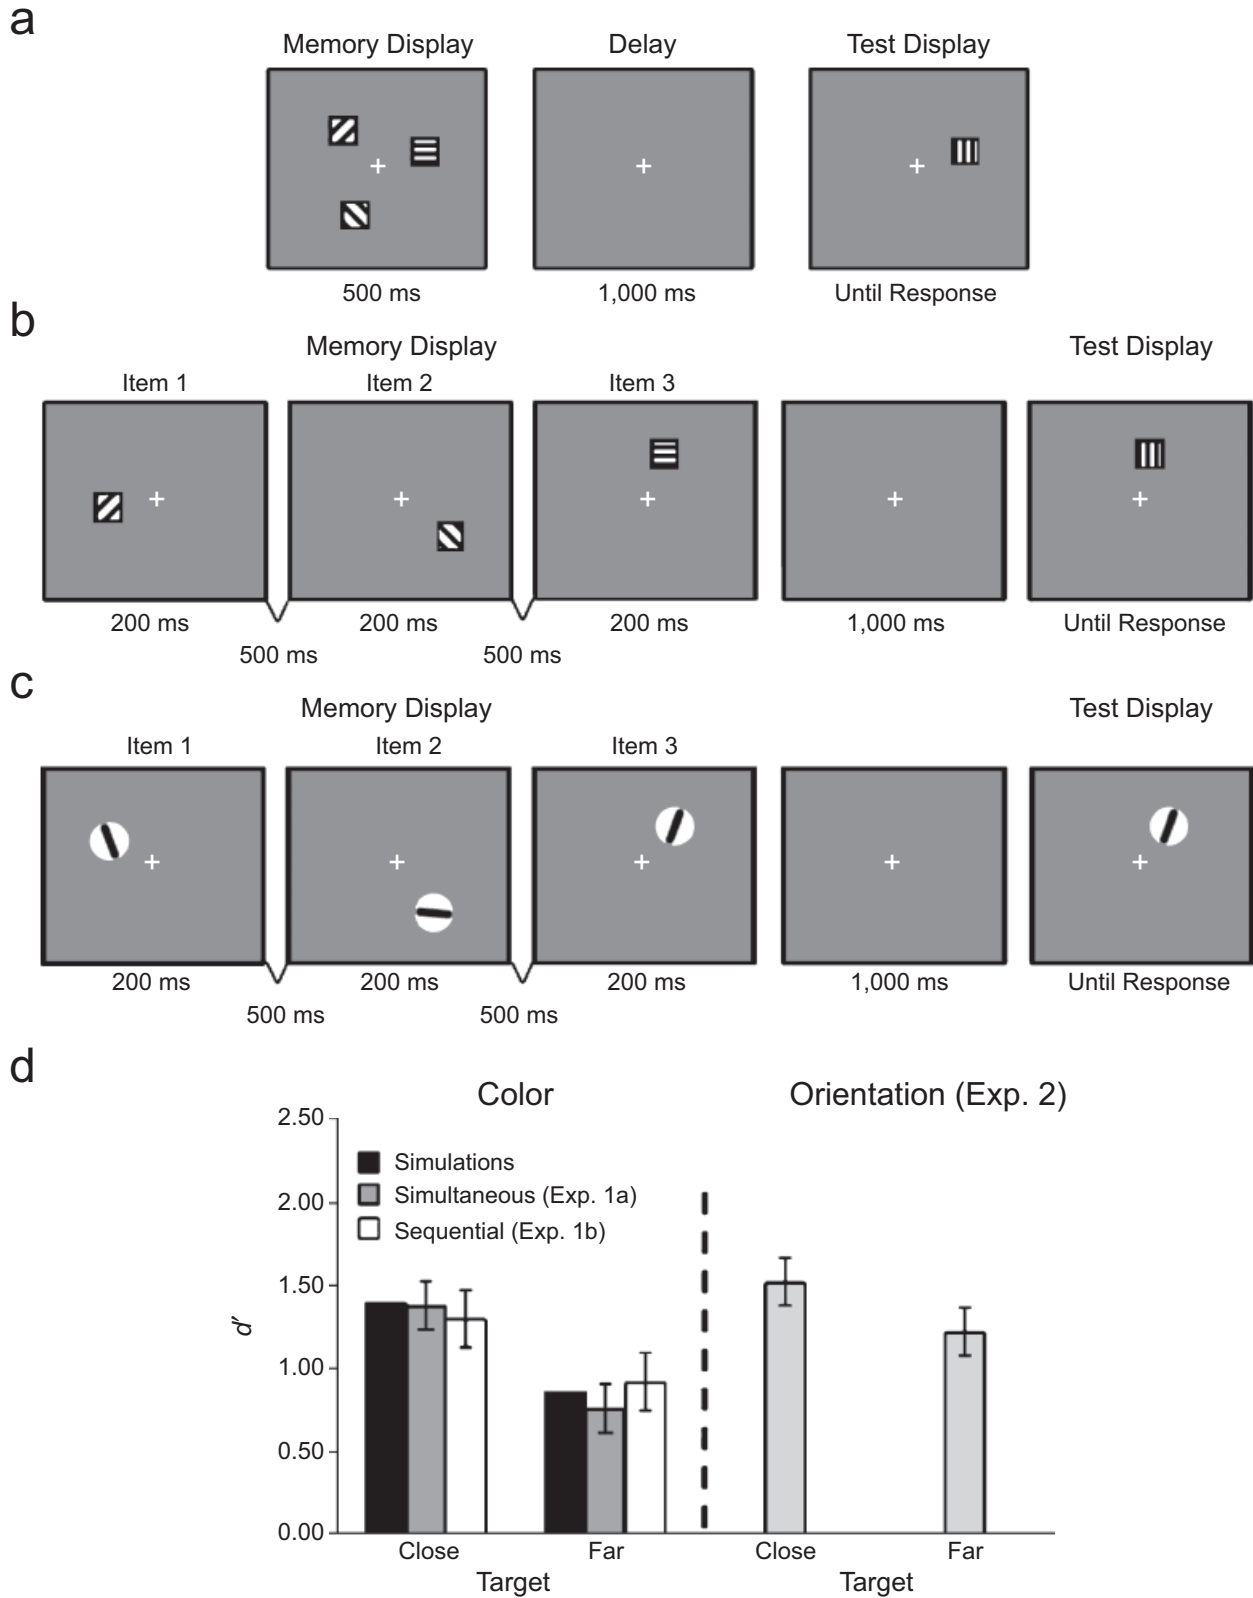 a
Memory Display Delay Test Display
500 ms 1,000 ms Until Response
b
Memory Display Test Display
Item 1 Item 2 Item 3
200 ms 200 ms 200 ms 1,000 ms Until Response
500 ms 500 ms
c
Memory Display Test Display
Item 1 Item 2 Item 3
200 ms 200 ms 200 ms 1,000 ms Until Response
500 ms 500 ms
d
Color Orientation (Exp. 2)
2.50
Simulations
Simultaneous (Exp. 1a)
2.00
Sequential (Exp. 1b)
1.50
d′
1.00
0.50
0.00
Close Far Close Far
Target Target